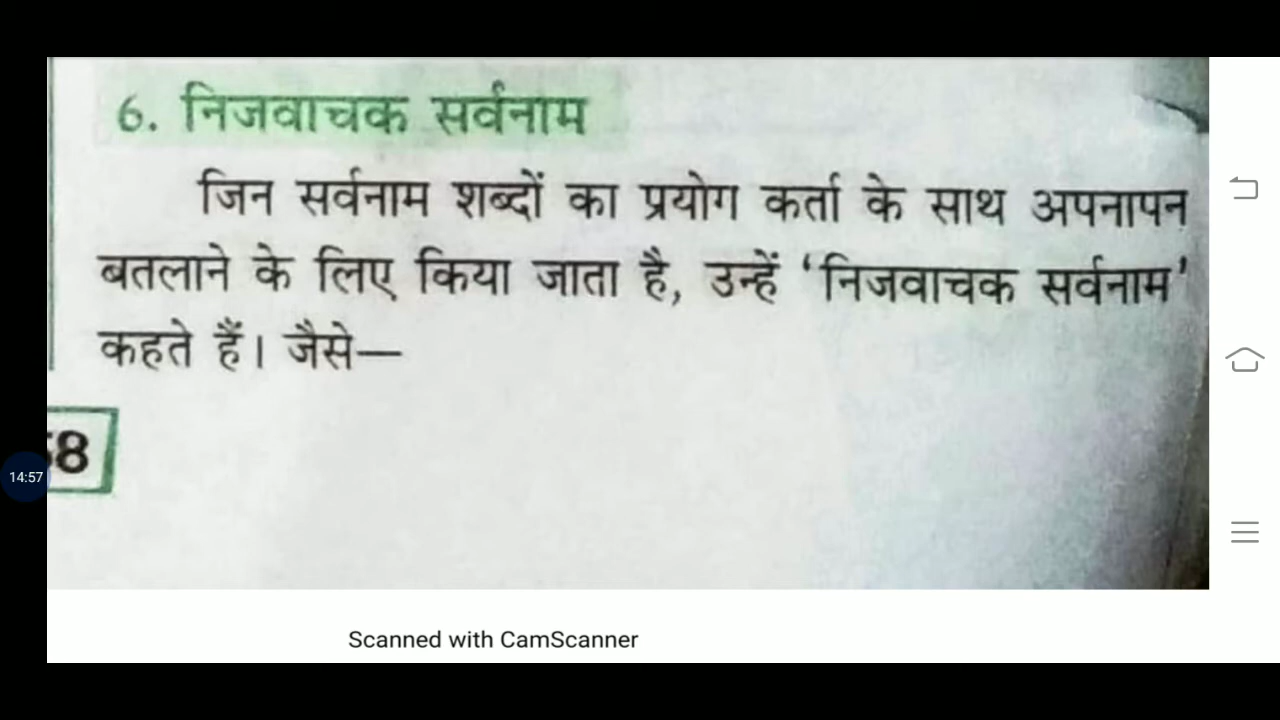 6. निजवाचक सर्वनाम
जिन सर्वनाम शब्दों का प्रयोग कर्ता के साथ अपनापन
बतलाने के लिए किया जाता है, उन्हें ‘निजवाचक सर्वनाम’
कहते हैं। जैसे—
8
14:57
Scanned with CamScanner